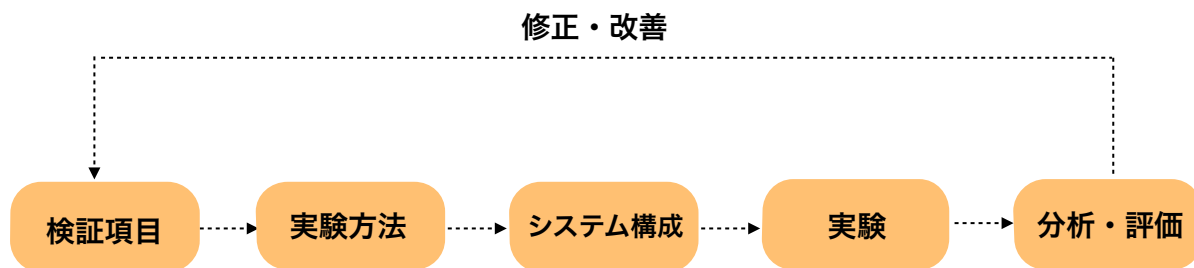 修正・改善
検証項目
実験方法
システム構成
実験
分析・評価